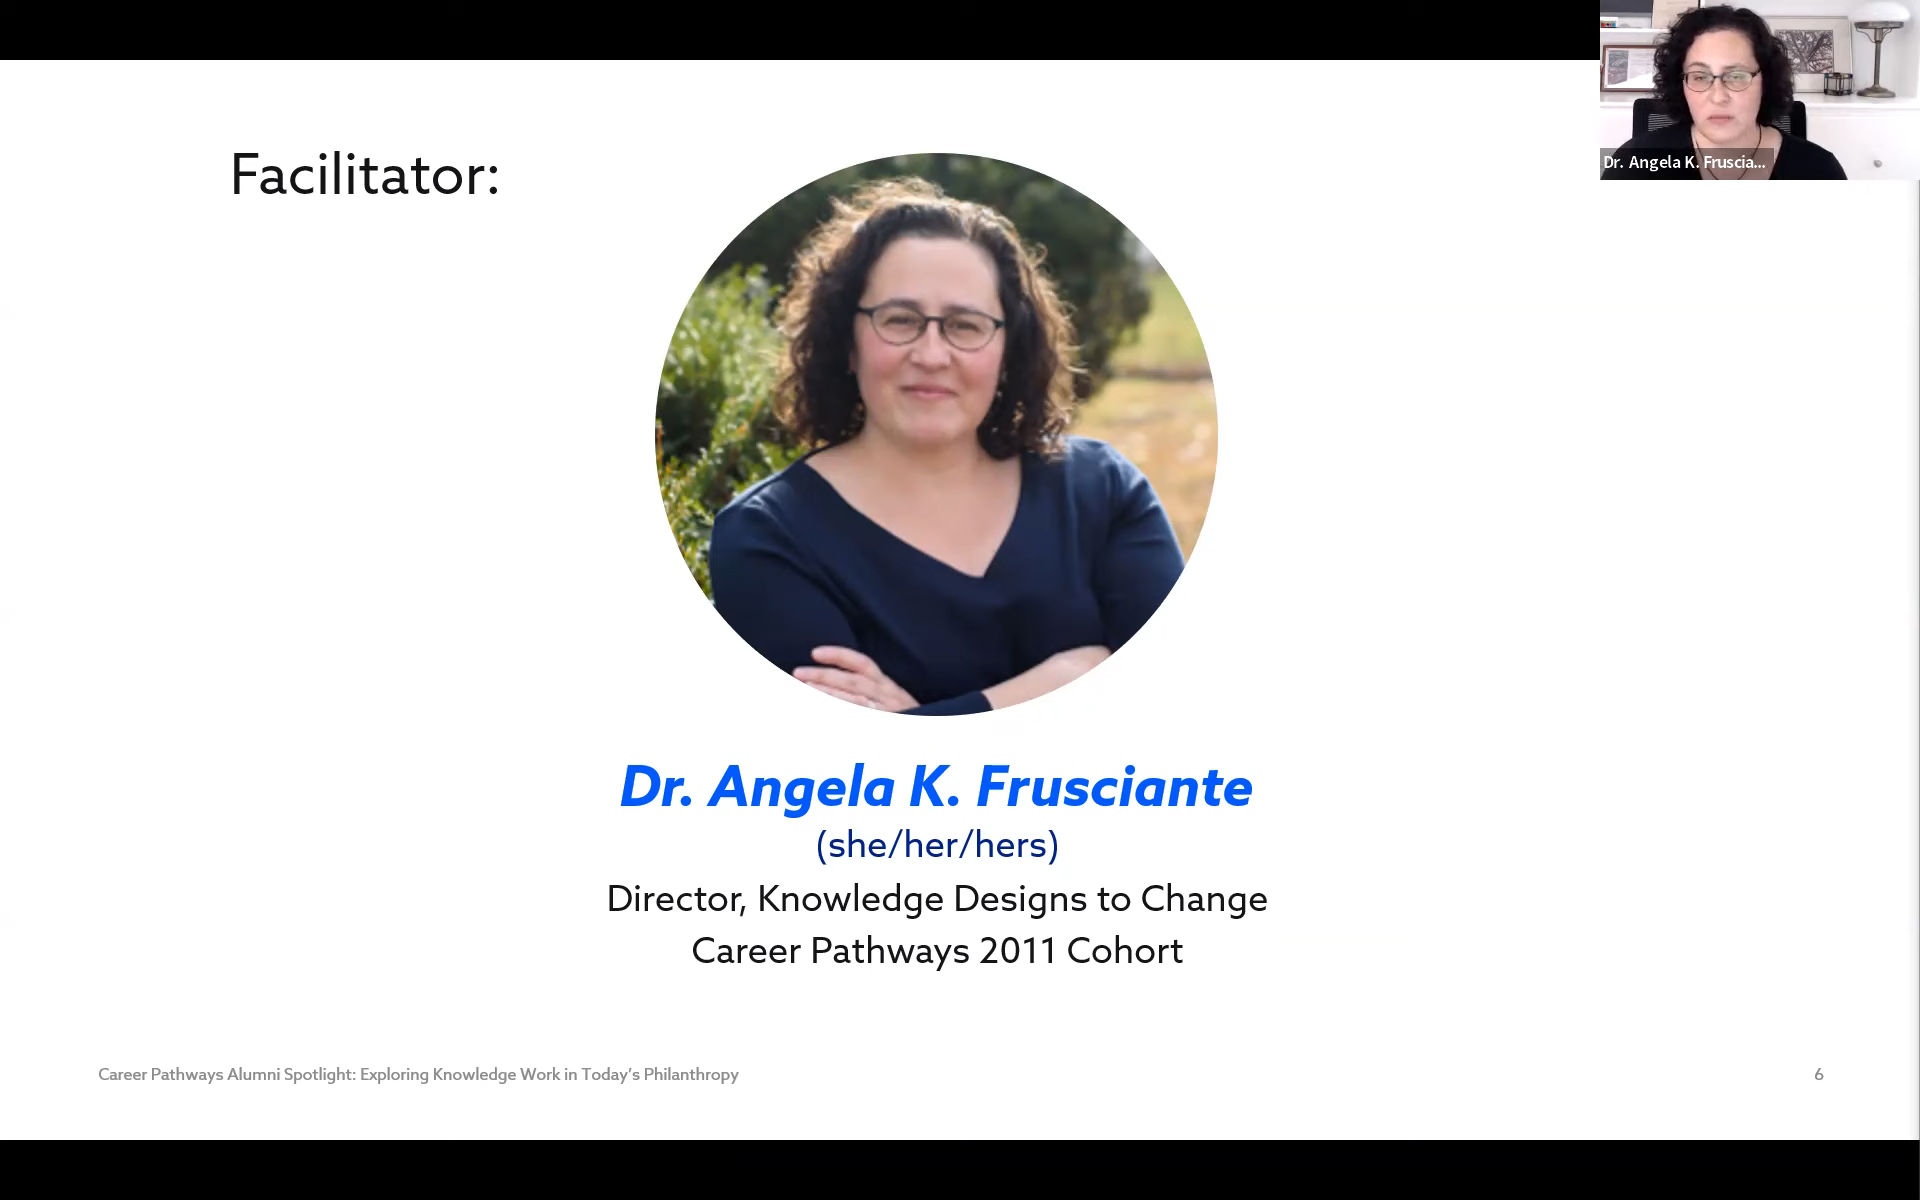 Dr. Angela K. Fruscia...
Facilitator:
Dr. Angela K. Frusciante
(she/her/hers)
Director, Knowledge Designs to Change
Career Pathways 2011 Cohort
Career Pathways Alumni Spotlight: Exploring Knowledge Work in Today’s Philanthropy
6